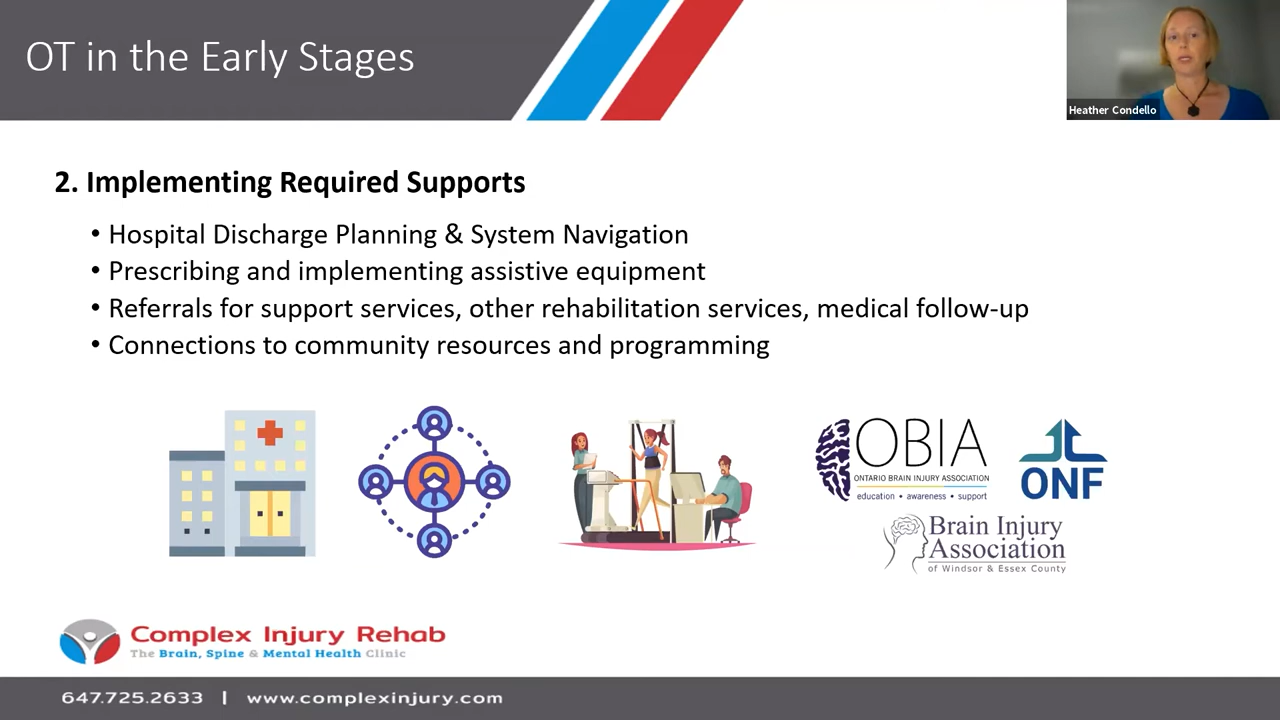 OT in the Early Stages
Heather Condello
2. Implementing Required Supports
• Hospital Discharge Planning & System Navigation
• Prescribing and implementing assistive equipment
• Referrals for support services, other rehabilitation services, medical follow-up
• Connections to community resources and programming
OBIA
ONTARIO BRAIN INJURY ASSOCIATION
education • awareness • support
ONF
Brain Injury
Association
of Windsor & Essex County
Complex Injury Rehab
The Brain, Spine & Mental Health Clinic
647.725.2633 | www.complexinjury.com